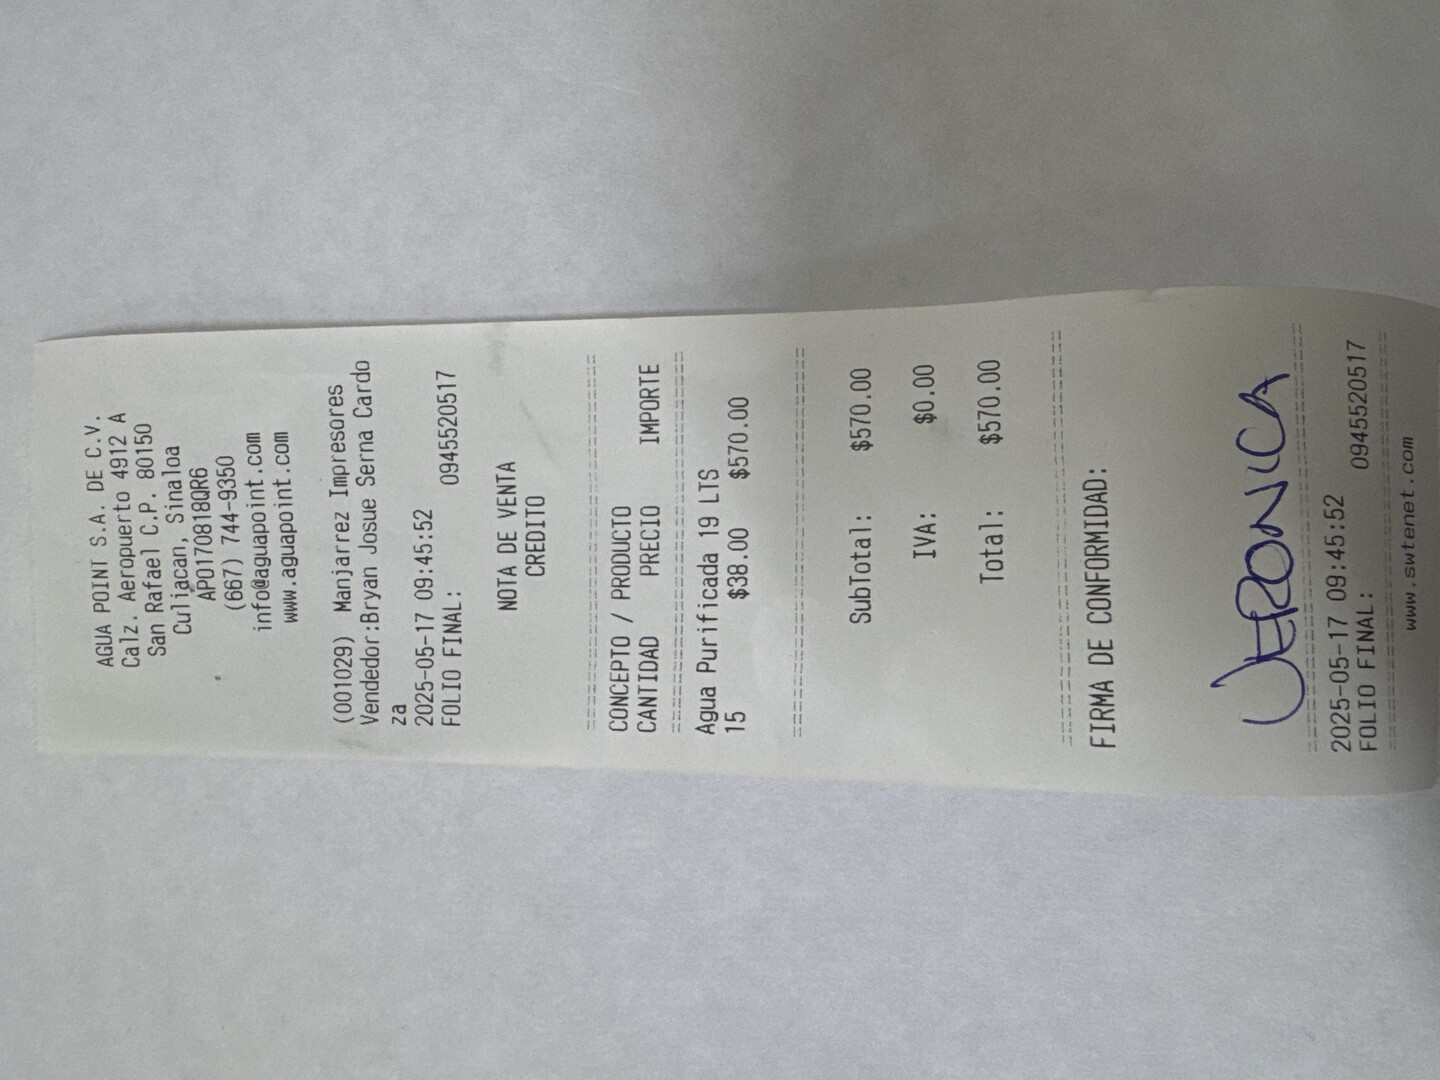 AGUA POINT S.A. DE C.V.
Calz. Aeropuerto 4912 A
San Rafael C.P. 80150
Culiacan, Sinaloa
APO170818QR6
(667) 744-9350
info@aguapoint.com
www.aguapoint.com
(001029) Manjarrez Impresores
Vendedor:Bryan Josue Serna Cardo
za
2025-05-17 09:45:52
FOLIO FINAL: 0945520517
NOTA DE VENTA
CREDITO
CONCEPTO / PRODUCTO
CANTIDAD PRECIO IMPORTE
Agua Purificada 19 LTS
15 $38.00 $570.00
SubTotal: $570.00
IVA: $0.00
Total: $570.00
FIRMA DE CONFORMIDAD:
VERONICA
2025-05-17 09:45:52
FOLIO FINAL: 0945520517
www.swtenet.com